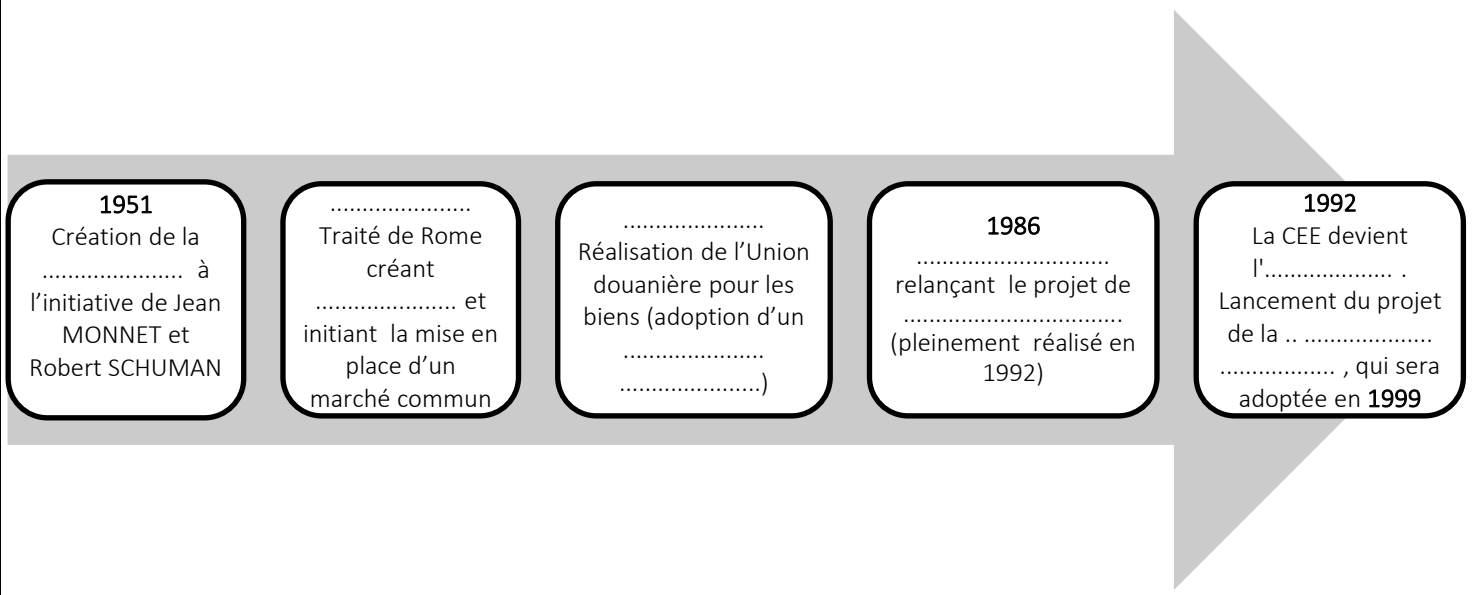 1951
Création de la
...................... à
l’initiative de Jean
MONNET et
Robert SCHUMAN
......................
Traité de Rome
créant
...................... et
initiant la mise en
place d’un
marché commun
......................
Réalisation de l’Union
douanière pour les
biens (adoption d’un
......................
......................)
1986
..............................
relançant le projet de
..................................
(pleinement réalisé en
1992)
1992
La CEE devient
l'.................... .
Lancement du projet
de la .. ....................
.................. , qui sera
adoptée en 1999